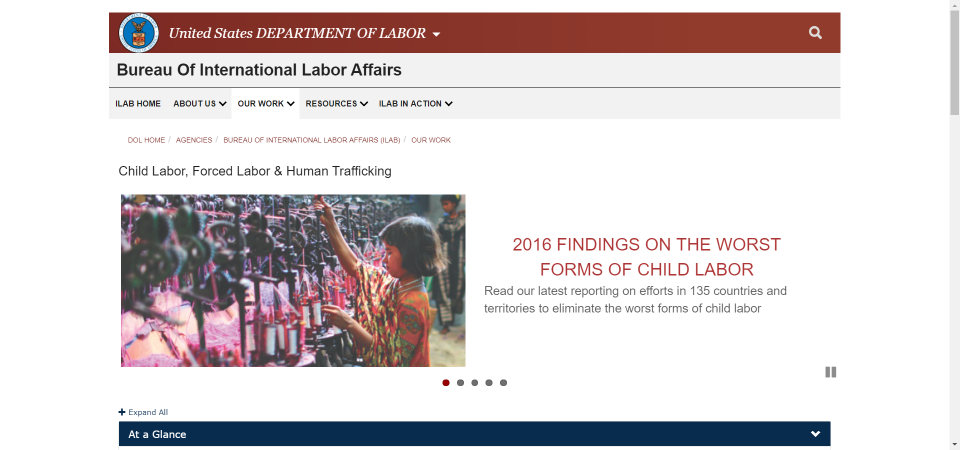 United States DEPARTMENT OF LABOR
Bureau Of International Labor Affairs
ILAB HOME ABOUT US OUR WORK RESOURCES ILAB IN ACTION
DOL HOME / AGENCIES / BUREAU OF INTERNATIONAL LABOR AFFAIRS (ILAB) / OUR WORK
Child Labor, Forced Labor & Human Trafficking
2016 FINDINGS ON THE WORST
FORMS OF CHILD LABOR
Read our latest reporting on efforts in 135 countries and
territories to eliminate the worst forms of child labor
Expand All
At a Glance